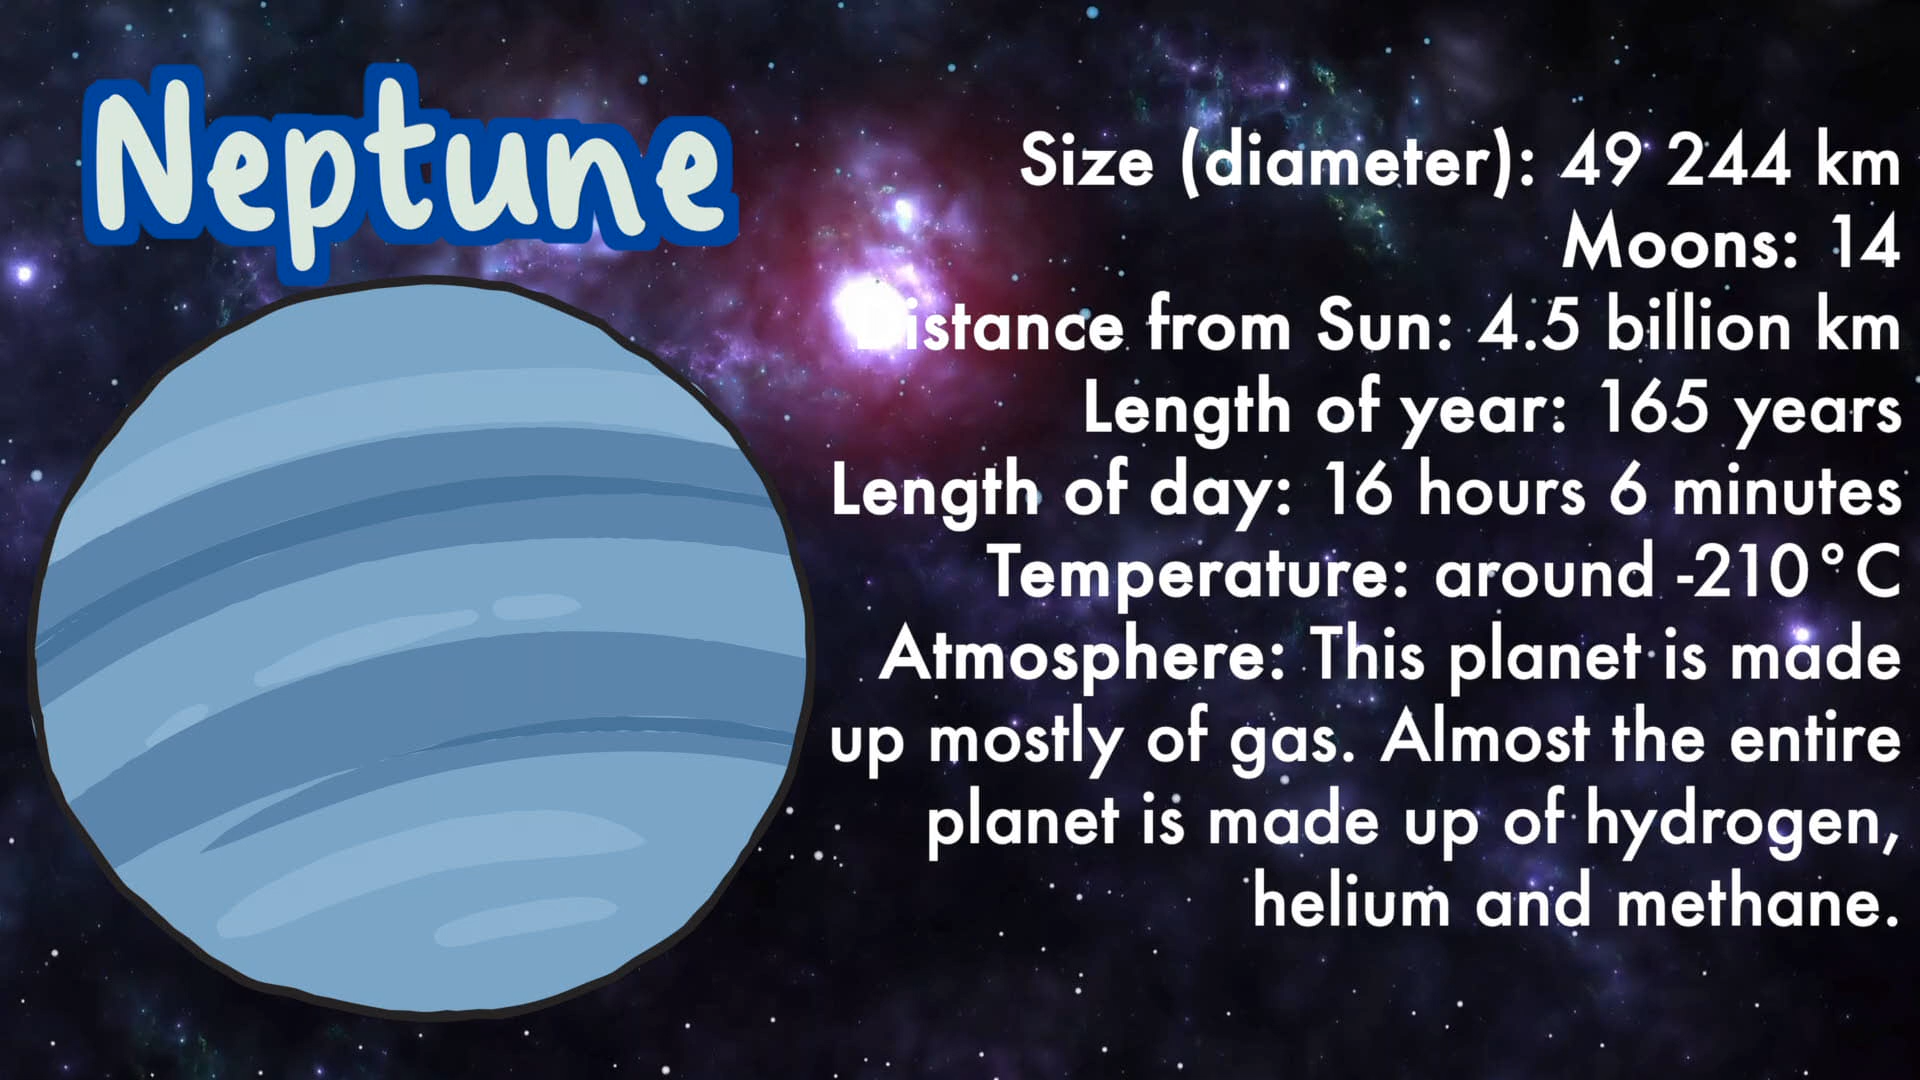 Neptune
Size (diameter): 49 244 km
Moons: 14
Distance from Sun: 4.5 billion km
Length of year: 165 years
Length of day: 16 hours 6 minutes
Temperature: around -210°C
Atmosphere: This planet is made
up mostly of gas. Almost the entire
planet is made up of hydrogen,
helium and methane.